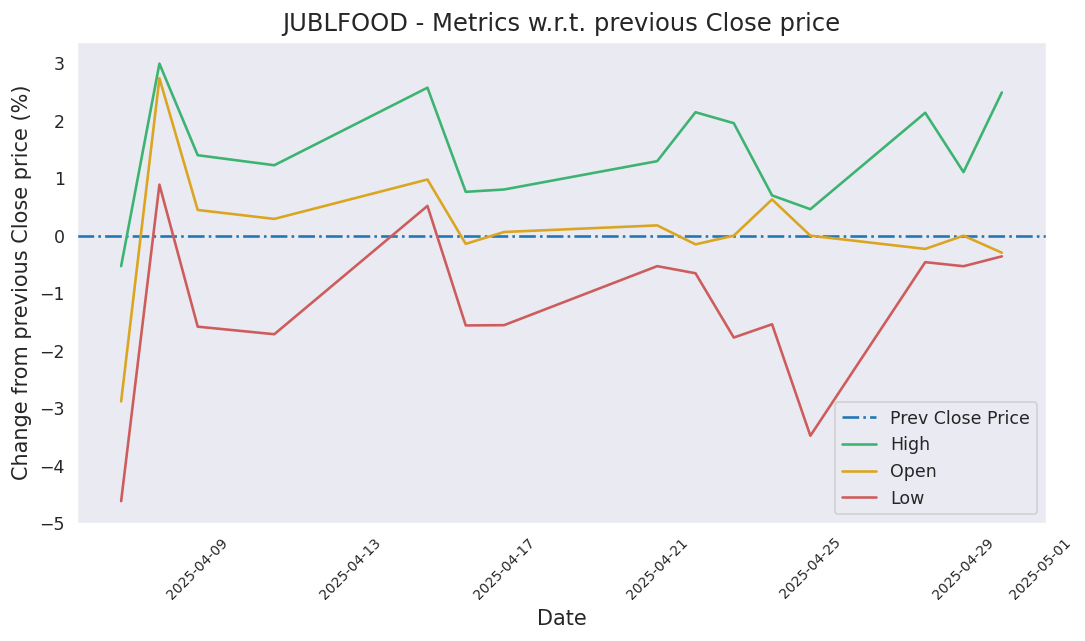 JUBLFOOD - Metrics w.r.t. previous Close price
Change from previous Close price (%)
3
2
1
0
−1
−2
−3
−4
−5
Prev Close Price
High
Open
Low
2025-04-09
2025-04-13
2025-04-17
2025-04-21
2025-04-25
2025-04-29
2025-05-01
Date